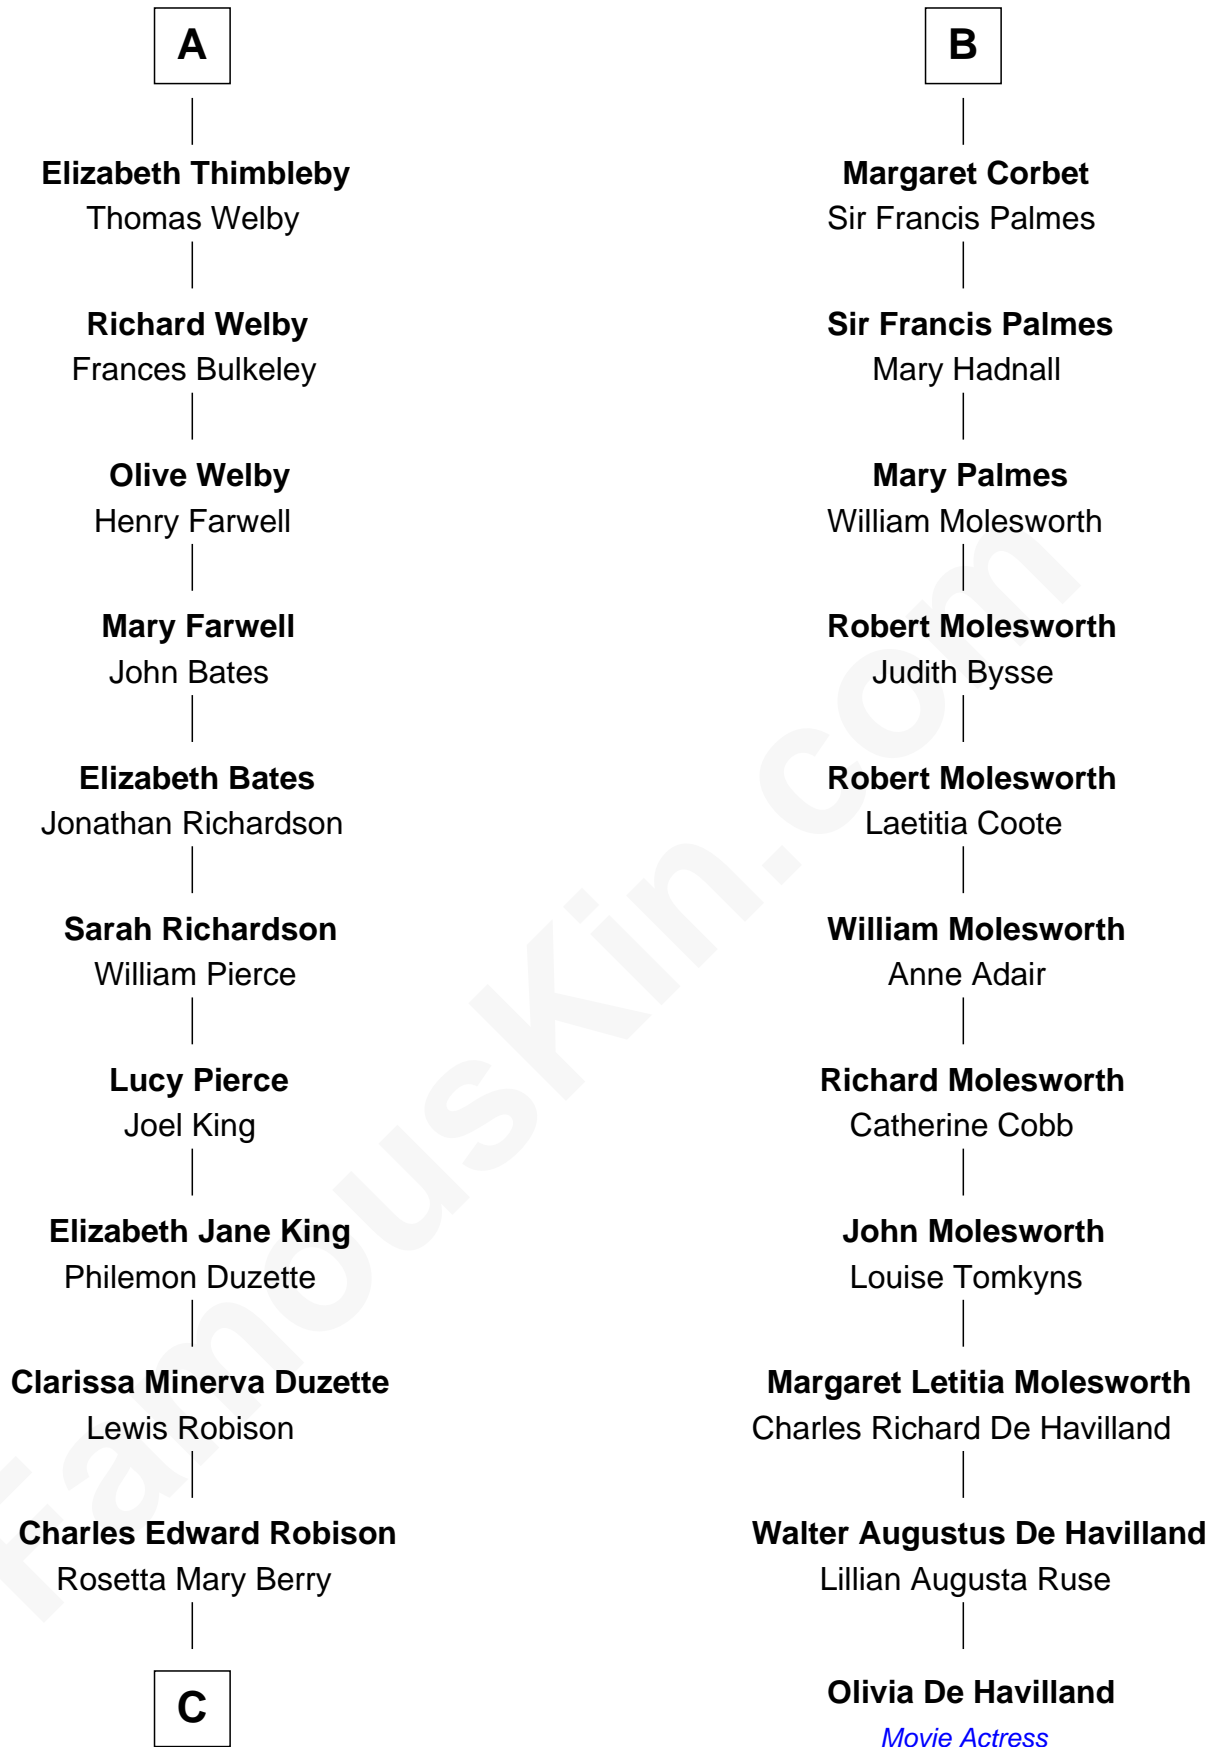 A
Elizabeth Thimbleby
Thomas Welby
Richard Welby
Frances Bulkeley
Olive Welby
Henry Farwell
Mary Farwell
John Bates
Elizabeth Bates
Jonathan Richardson
Sarah Richardson
William Pierce
Lucy Pierce
Joel King
Elizabeth Jane King
Philemon Duzette
Clarissa Minerva Duzette
Lewis Robison
Charles Edward Robison
Rosetta Mary Berry
C
B
Margaret Corbet
Sir Francis Palmes
Sir Francis Palmes
Mary Hadnall
Mary Palmes
William Molesworth
Robert Molesworth
Judith Bysse
Robert Molesworth
Laetitia Coote
William Molesworth
Anne Adair
Richard Molesworth
Catherine Cobb
John Molesworth
Louise Tomkyns
Margaret Letitia Molesworth
Charles Richard De Havilland
Walter Augustus De Havilland
Lillian Augusta Ruse
Olivia De Havilland
Movie Actress
FamousKin.com